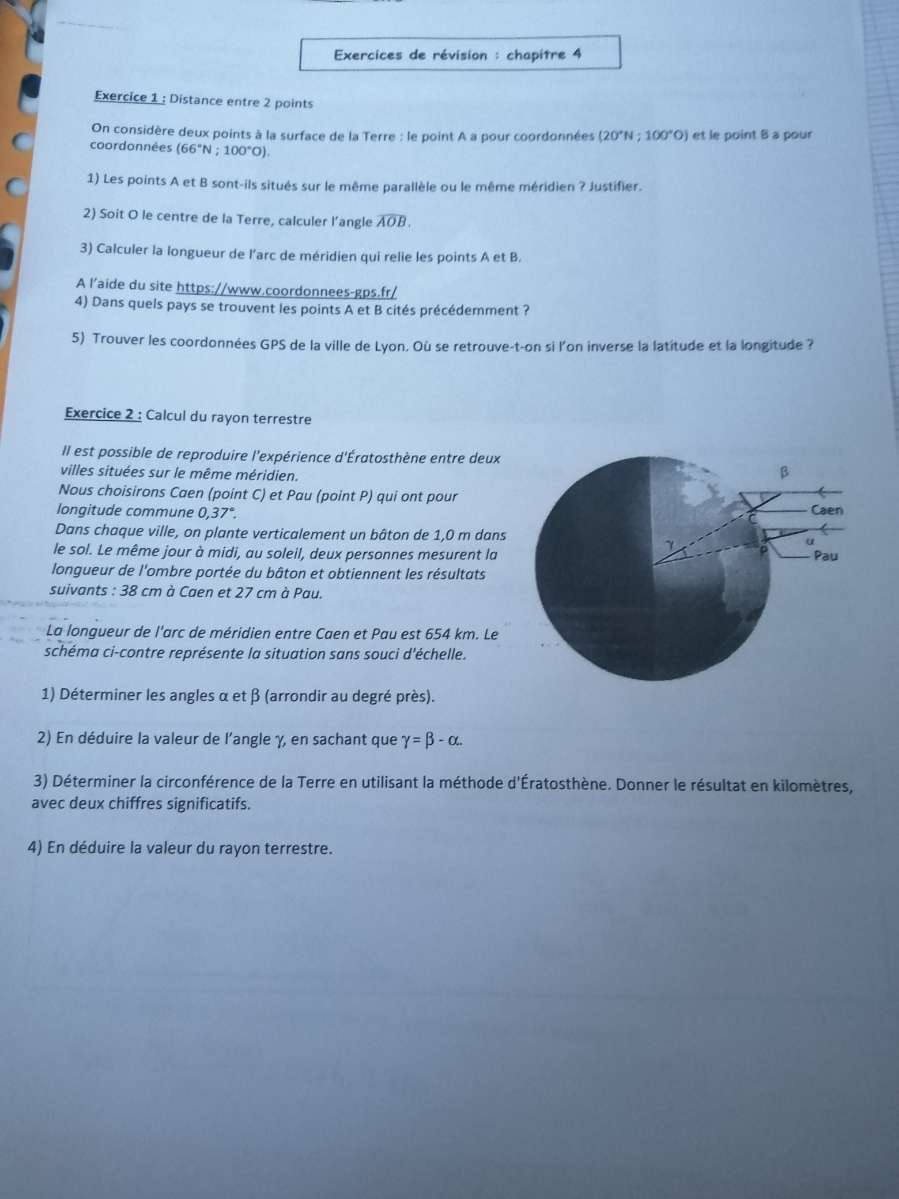 Exercices de révision : chapitre 4
Exercice 1 : Distance entre 2 points
On considère deux points à la surface de la Terre : le point A a pour coordonnées (20°N ; 100°O) et le point B a pour
coordonnées (66°N ; 100°O).
1) Les points A et B sont-ils situés sur le même parallèle ou le même méridien ? Justifier.
2) Soit O le centre de la Terre, calculer l'angle AOB.
3) Calculer la longueur de l'arc de méridien qui relie les points A et B.
A l'aide du site https://www.coordonnees-gps.fr/
4) Dans quels pays se trouvent les points A et B cités précédemment ?
5) Trouver les coordonnées GPS de la ville de Lyon. Où se retrouve-t-on si l'on inverse la latitude et la longitude ?
Exercice 2 : Calcul du rayon terrestre
Il est possible de reproduire l'expérience d'Ératosthène entre deux
villes situées sur le même méridien.
Nous choisirons Caen (point C) et Pau (point P) qui ont pour
longitude commune 0,37°.
Dans chaque ville, on plante verticalement un bâton de 1,0 m dans
le sol. Le même jour à midi, au soleil, deux personnes mesurent la
longueur de l'ombre portée du bâton et obtiennent les résultats
suivants : 38 cm à Caen et 27 cm à Pau.
La longueur de l'arc de méridien entre Caen et Pau est 654 km. Le
schéma ci-contre représente la situation sans souci d'échelle.
β
C
Caen
γ
α
P
Pau
1) Déterminer les angles α et β (arrondir au degré près).
2) En déduire la valeur de l'angle γ, en sachant que γ = β - α.
3) Déterminer la circonférence de la Terre en utilisant la méthode d'Ératosthène. Donner le résultat en kilomètres,
avec deux chiffres significatifs.
4) En déduire la valeur du rayon terrestre.